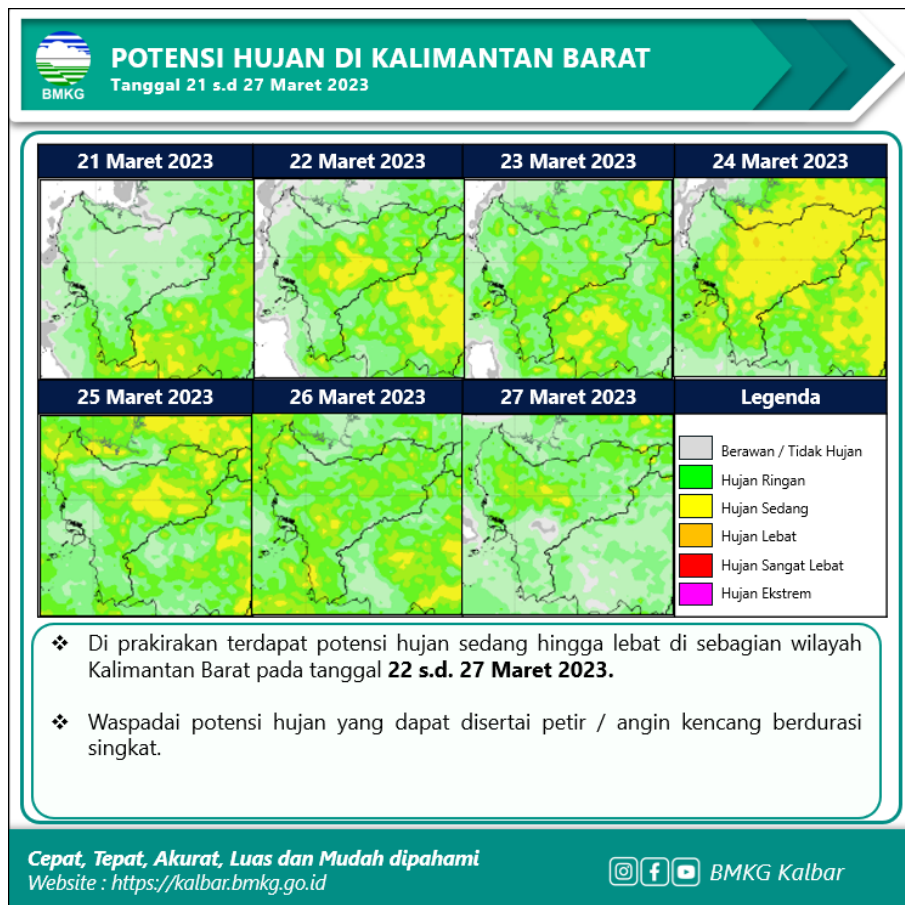 BMKG
POTENSI HUJAN DI KALIMANTAN BARAT
Tanggal 21 s.d 27 Maret 2023
21 Maret 2023
22 Maret 2023
23 Maret 2023
24 Maret 2023
25 Maret 2023
26 Maret 2023
27 Maret 2023
Legenda
Berawan / Tidak Hujan
Hujan Ringan
Hujan Sedang
Hujan Lebat
Hujan Sangat Lebat
Hujan Ekstrem
❖ Di prakirakan terdapat potensi hujan sedang hingga lebat di sebagian wilayah
Kalimantan Barat pada tanggal 22 s.d. 27 Maret 2023.
❖ Waspadai potensi hujan yang dapat disertai petir / angin kencang berdurasi
singkat.
Cepat, Tepat, Akurat, Luas dan Mudah dipahami
Website : https://kalbar.bmkg.go.id
BMKG Kalbar